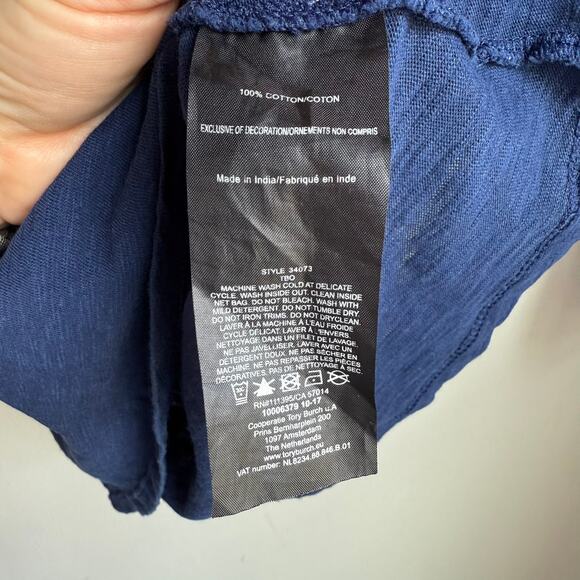 100% COTTON/COTON
EXCLUSIVE OF DECORATION/ORNEMENTS NON COMPRIS
Made in India/Fabriqué en inde
STYLE 34073
TBO
MACHINE WASH COLD AT DELICATE
CYCLE. WASH INSIDE OUT. CLEAN INSIDE
NET BAG. DO NOT BLEACH. WASH WITH
MILD DETERGENT. DO NOT TUMBLE DRY.
DO NOT IRON TRIMS. DO NOT DRYCLEAN.
LAVER À LA MACHINE À L'EAU FROIDE
CYCLE DÉLICAT. LAVER À L'ENVERS.
NETTOYAGE DANS UN FILET DE LAVAGE.
NE PAS JAVELLISER. LAVER AVEC UN
DÉTERGENT DOUX. NE PAS SÉCHER EN
MACHINE. NE PAS REPASSER LES PIÈCES
DÉCORATIVES. PAS DE NETTOYAGE À SEC.
RN#111395/CA 57014
10006379 10-17
Cooperatie Tory Burch u.A
Prins Bernharplein 200
1097 Amsterdam
The Netherlands
www.toryburch.eu
VAT number: NL8234.88.846.B.01